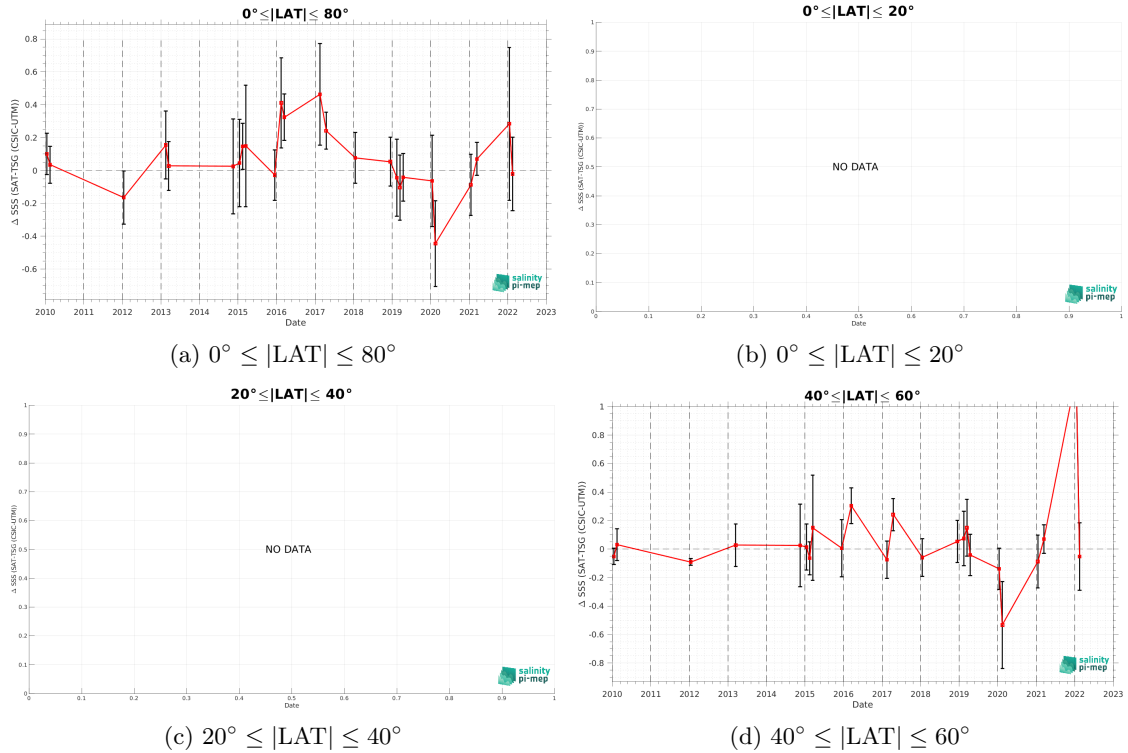 0°≤|LAT|≤ 80°
Δ SSS (SAT-TSG (CSIC-UTM))
0.8
0.6
0.4
0.2
0
-0.2
-0.4
-0.6
2010 2011 2012 2013 2014 2015 2016 2017 2018 2019 2020 2021 2022 2023
Date
salinity
pi-mep
(a) 0° ≤ |LAT| ≤ 80°
0°≤|LAT|≤ 20°
Δ SSS (SAT-TSG (CSIC-UTM))
1
0.9
0.8
0.7
0.6
0.5
0.4
0.3
0.2
0.1
0
NO DATA
0 0.1 0.2 0.3 0.4 0.5 0.6 0.7 0.8 0.9 1
Date
salinity
pi-mep
(b) 0° ≤ |LAT| ≤ 20°
20°≤|LAT|≤ 40°
Δ SSS (SAT-TSG (CSIC-UTM))
1
0.9
0.8
0.7
0.6
0.5
0.4
0.3
0.2
0.1
0
NO DATA
0 0.1 0.2 0.3 0.4 0.5 0.6 0.7 0.8 0.9 1
Date
salinity
pi-mep
(c) 20° ≤ |LAT| ≤ 40°
40°≤|LAT|≤ 60°
Δ SSS (SAT-TSG (CSIC-UTM))
1
0.8
0.6
0.4
0.2
0
-0.2
-0.4
-0.6
-0.8
2010 2011 2012 2013 2014 2015 2016 2017 2018 2019 2020 2021 2022 2023
Date
salinity
pi-mep
(d) 40° ≤ |LAT| ≤ 60°